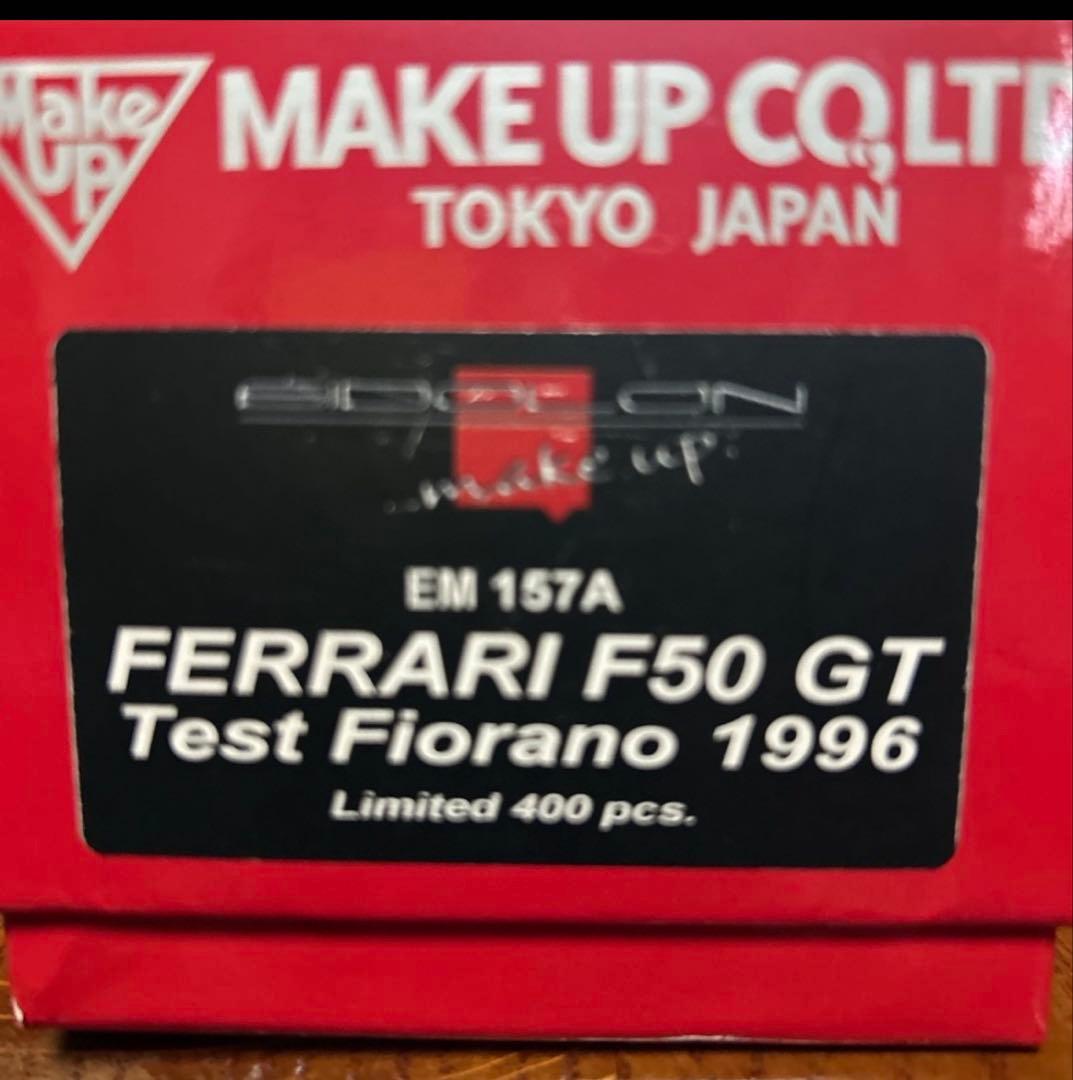 Make
UP
MAKE UP CO.,LTD
TOKYO JAPAN
EIDOLON
...make up.
EM 157A
FERRARI F50 GT
Test Fiorano 1996
Limited 400 pcs.